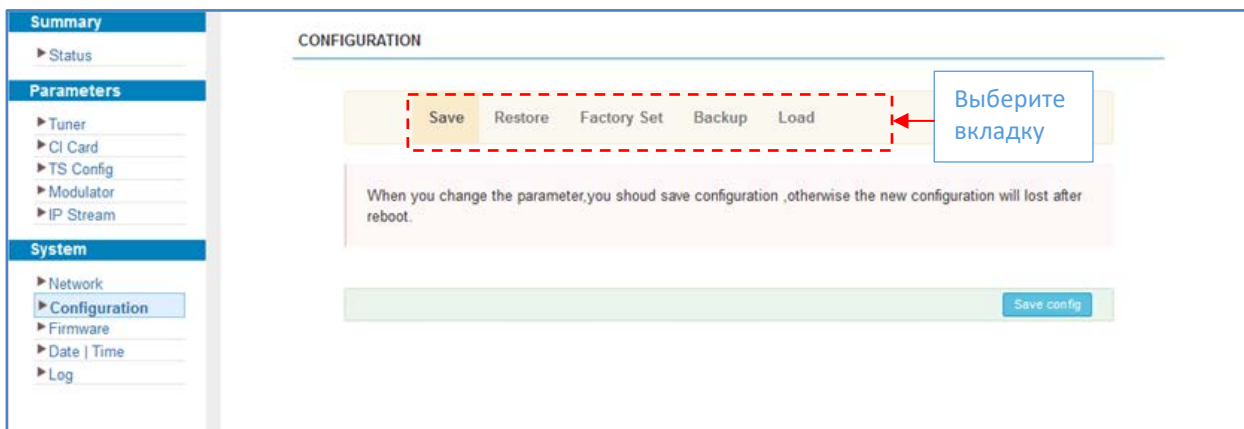 Summary
Status
Parameters
Tuner
CI Card
TS Config
Modulator
IP Stream
System
Network
Configuration
Firmware
Date | Time
Log
CONFIGURATION
Save Restore Factory Set Backup Load
Выберите
вкладку
When you change the parameter,you shoud save configuration ,otherwise the new configuration will lost after
reboot.
Save config